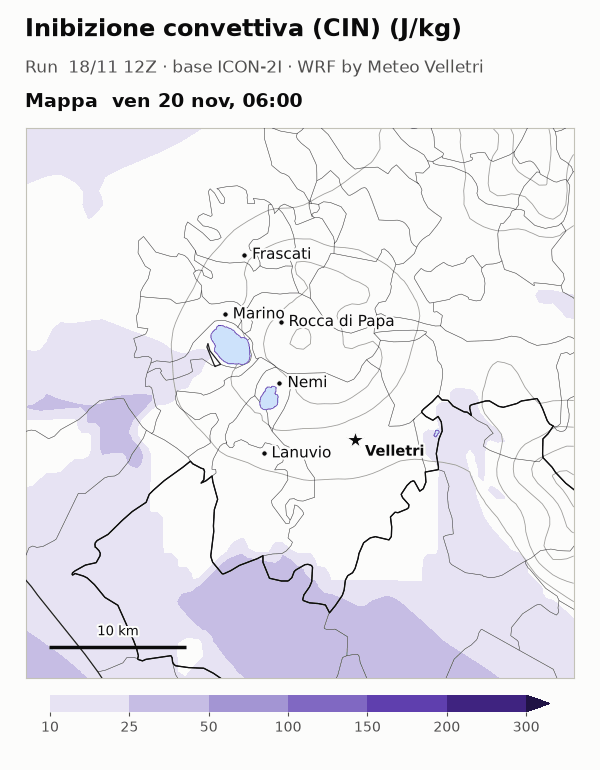 Inibizione convettiva (CIN) (J/kg)
Run  18/11 12Z · base ICON-2I · WRF by Meteo Velletri
Mappa  ven 20 nov, 06:00
Frascati
Marino
Rocca di Papa
Nemi
Velletri
Lanuvio
10 km
10 25 50 100 150 200 300